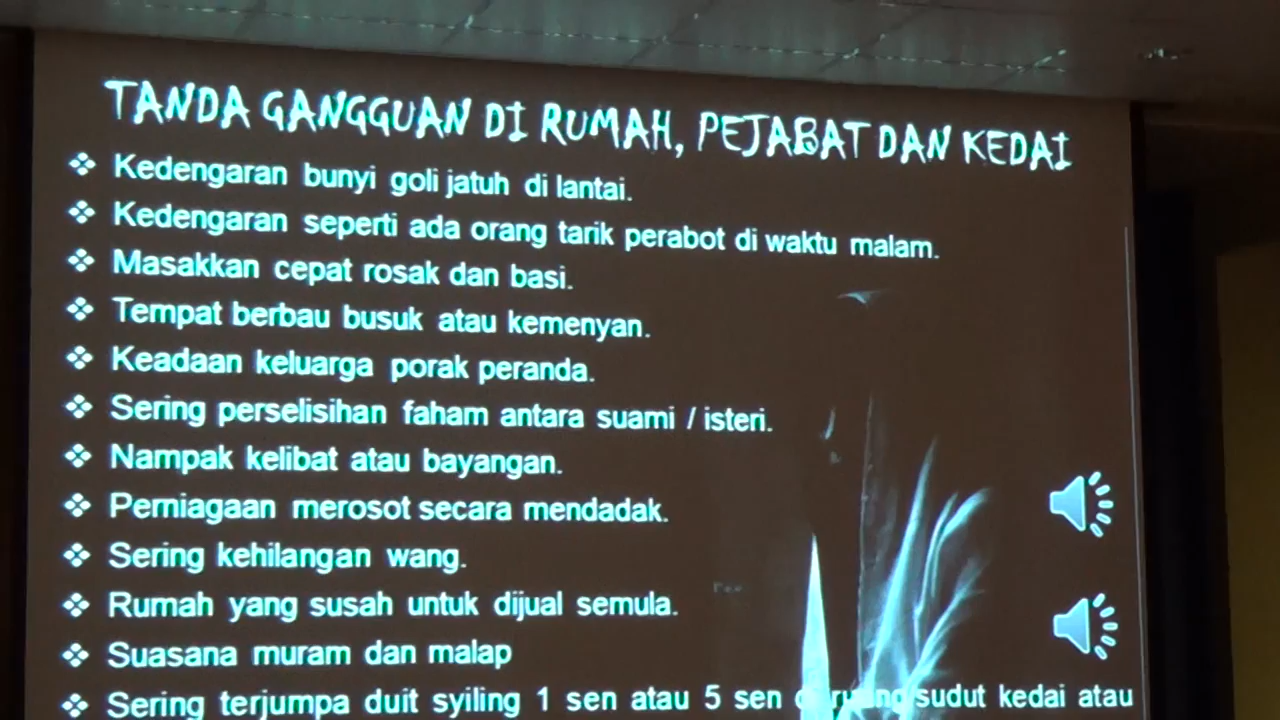 TANDA GANGGUAN DI RUMAH, PEJABAT DAN KEDAI
Kedengaran bunyi goli jatuh di lantai.
Kedengaran seperti ada orang tarik perabot di waktu malam.
Masakkan cepat rosak dan basi.
Tempat berbau busuk atau kemenyan.
Keadaan keluarga porak peranda.
Sering perselisihan faham antara suami / isteri.
Nampak kelibat atau bayangan.
Perniagaan merosot secara mendadak.
Sering kehilangan wang.
Rumah yang susah untuk dijual semula.
Suasana muram dan malap
Sering terjumpa duit syiling 1 sen atau 5 sen sudut kedai atau